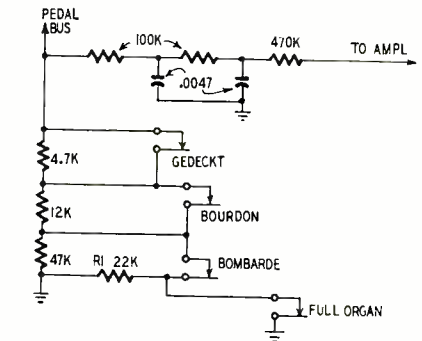 PEDAL
BUS
100K
470K
TO AMPL
.0047
GEDECKT
4.7K
BOURDON
12K
47K
R1 22K
BOMBARDE
FULL ORGAN